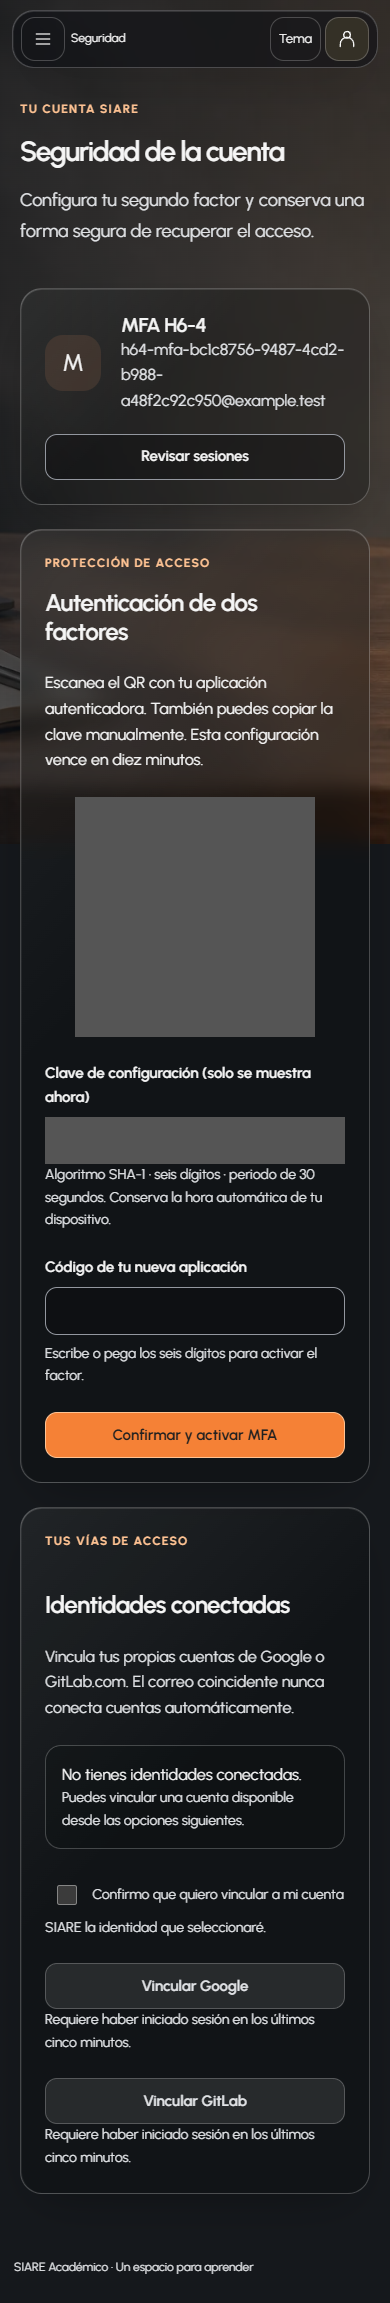 Seguridad
Tema
TU CUENTA SIARE
Seguridad de la cuenta
Configura tu segundo factor y conserva una
forma segura de recuperar el acceso.
M
MFA H6-4
h64-mfa-bc1c8756-9487-4cd2-
b988-
a48f2c92c950@example.test
Revisar sesiones
PROTECCIÓN DE ACCESO
Autenticación de dos
factores
Escanea el QR con tu aplicación
autenticadora. También puedes copiar la
clave manualmente. Esta configuración
vence en diez minutos.
Clave de configuración (solo se muestra
ahora)
Algoritmo SHA-1 · seis dígitos · periodo de 30
segundos. Conserva la hora automática de tu
dispositivo.
Código de tu nueva aplicación
Escribe o pega los seis dígitos para activar el
factor.
Confirmar y activar MFA
TUS VÍAS DE ACCESO
Identidades conectadas
Vincula tus propias cuentas de Google o
GitLab.com. El correo coincidente nunca
conecta cuentas automáticamente.
No tienes identidades conectadas.
Puedes vincular una cuenta disponible
desde las opciones siguientes.
Confirmo que quiero vincular a mi cuenta
SIARE la identidad que seleccionaré.
Vincular Google
Requiere haber iniciado sesión en los últimos
cinco minutos.
Vincular GitLab
Requiere haber iniciado sesión en los últimos
cinco minutos.
SIARE Académico · Un espacio para aprender